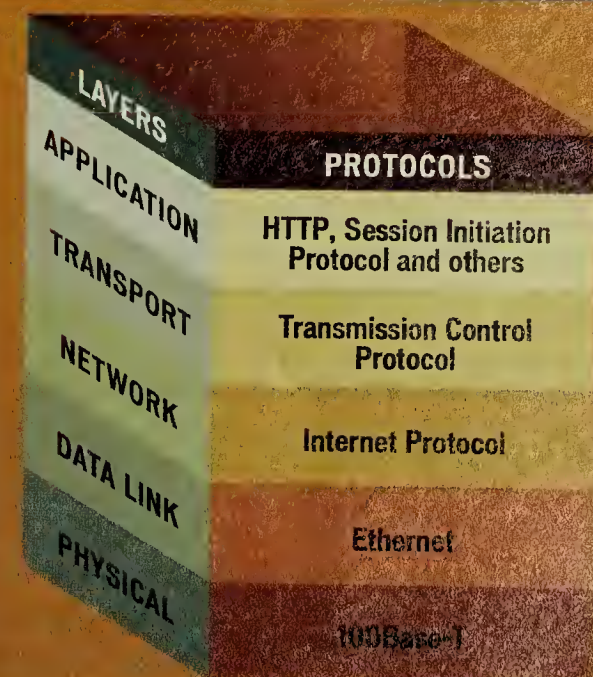 LAYERS
APPLICATION
TRANSPORT
NETWORK
DATA LINK
PHYSICAL
PROTOCOLS
HTTP, Session Initiation
Protocol and others
Transmission Control
Protocol
Internet Protocol
Ethernet
100Base-T